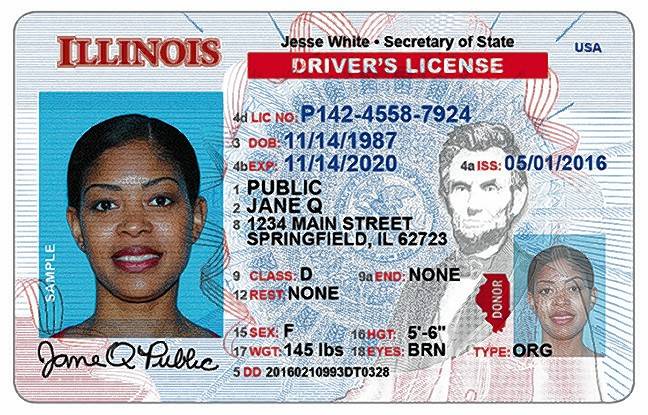 ILLINOIS
Jesse White • Secretary of State
USA
DRIVER'S LICENSE
4d LIC NO: P142-4558-7924
3 DOB: 11/14/1987
4b EXP: 11/14/2020
4a ISS: 05/01/2016
1 PUBLIC
2 JANE Q
8 1234 MAIN STREET
SPRINGFIELD, IL 62723
9 CLASS: D
9a END: NONE
12 REST: NONE
DONOR
SAMPLE
15 SEX: F
16 HGT: 5'-6"
17 WGT: 145 lbs
18 EYES: BRN
TYPE: ORG
5 DD 20160210993DT0328
Jane Q Public